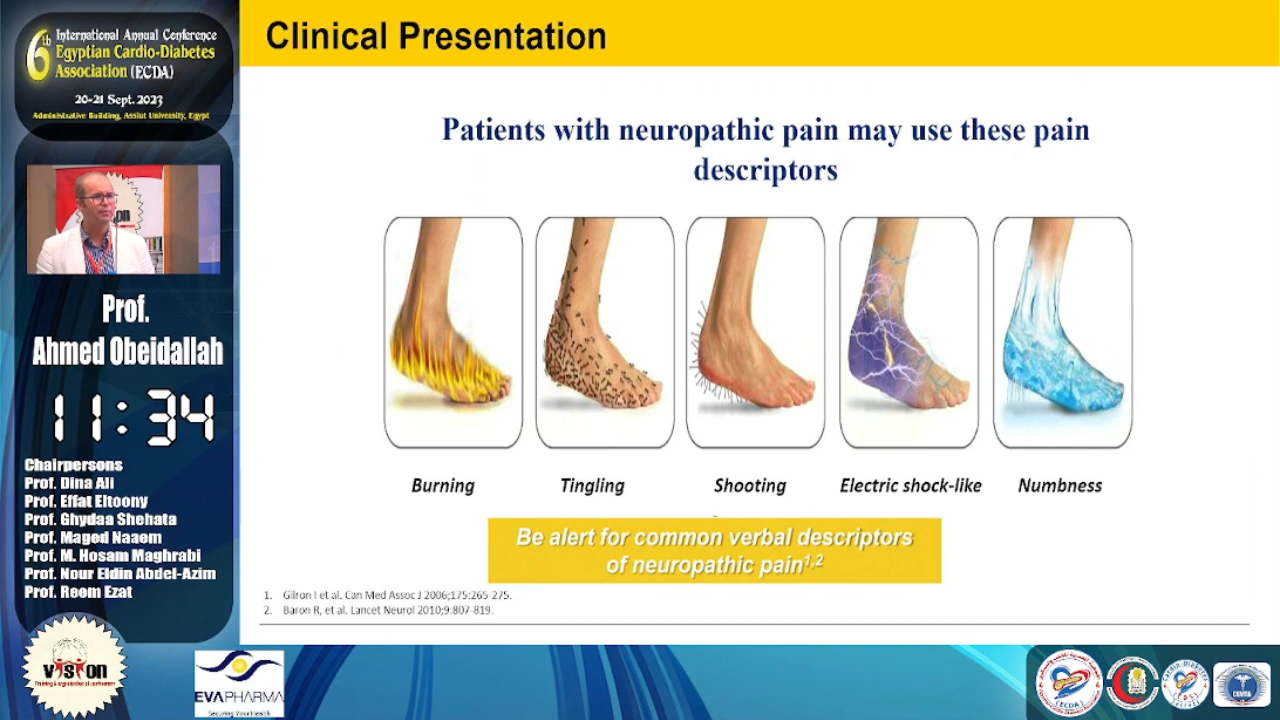 6th International Annual Conference
Egyptian Cardio-Diabetes
Association (ECDA)
20-21 Sept. 2023
Administrative Building, Assiut University, Egypt
Prof.
Ahmed Obeidallah
11:34
Chairpersons
Prof. Dina Ali
Prof. Effat Eltoony
Prof. Ghydaa Shehata
Prof. Maged Naaem
Prof. M. Hosam Maghrabi
Prof. Nour Eldin Abdel-Azim
Prof. Reem Ezat
Clinical Presentation
Patients with neuropathic pain may use these pain
descriptors
Burning
Tingling
Shooting
Electric shock-like
Numbness
Be alert for common verbal descriptors
of neuropathic pain1,2
1. Gilron I et al. Can Med Assoc J 2006;175:265-275.
2. Baron R, et al. Lancet Neurol 2010;9:807-819.
vision
EVAPHARMA
Securing Your Health
(ECDA)